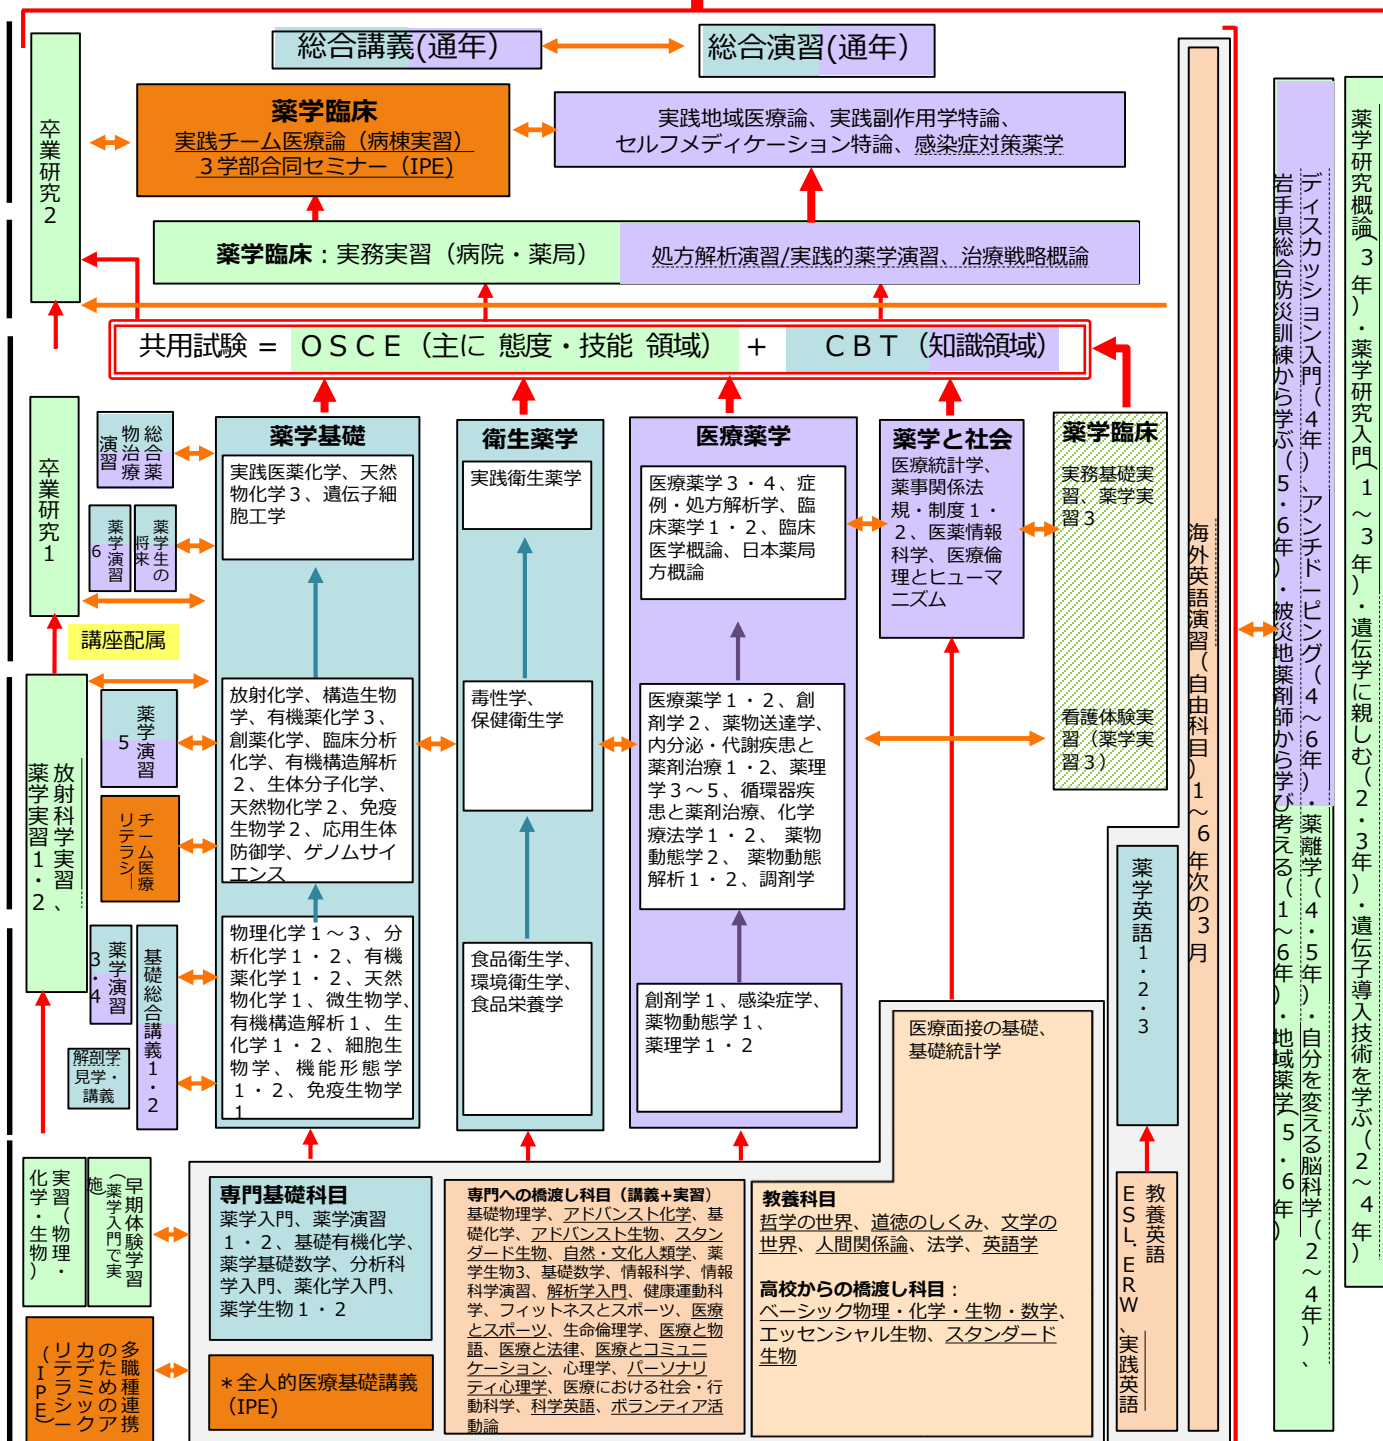 総合講義(通年)
総合演習(通年)
卒業研究2
薬学臨床
実践チーム医療論（病棟実習）
３学部合同セミナー（IPE)
実践地域医療論、実践副作用学特論、
セルフメディケーション特論、感染症対策薬学
薬学臨床：実務実習（病院・薬局）
処方解析演習/実践的薬学演習、治療戦略概論
共用試験 = ＯＳＣＥ（主に 態度・技能 領域） + ＣＢＴ（知識領域）
卒業研究1
総合薬
物治療
演習
薬学演習
6
薬学生の
将来
講座配属
薬学基礎
実践医薬化学、天然
物化学３、遺伝子細
胞工学
放射化学、構造生物
学、有機薬化学３、
創薬化学、臨床分析
化学、有機構造解析
２、生体分子化学、
天然物化学２、免疫
生物学２、応用生体
防御学、ゲノムサイ
エンス
物理化学１～３、分
析化学１・２、有機
薬化学１・２、天然
物化学1、微生物学、
有機構造解析１、生
化学１・２、細胞生
物学、機能形態学
１・２、免疫生物学
1
衛生薬学
実践衛生薬学
毒性学、
保健衛生学
食品衛生学、
環境衛生学、
食品栄養学
医療薬学
医療薬学３・４、症
例・処方解析学、臨
床薬学１・２、臨床
医学概論、日本薬局
方概論
医療薬学１・２、創
剤学２、薬物送達学、
内分泌・代謝疾患と
薬剤治療１・２、薬理
学３～５、循環器疾
患と薬剤治療、化学
療法学１・２、 薬物
動態学２、 薬物動態
解析１・２、調剤学
創剤学１、感染症学、
薬物動態学１、
薬理学１・２
薬学と社会
医療統計学、
薬事関係法
規・制度１・
２、医薬情報
科学、医療倫
理とヒューマ
ニズム
薬学臨床
実務基礎実
習、薬学実
習３
看護体験実
習（薬学実
習３）
放射科学実習、
薬学実習1・2
薬学演習
5
チーム医療
リテラシー
薬学演習
3・4
基礎総合講義1・2
解剖学
見学・
講義
実習（物理・
化学・生物）
早期体験学習
（薬学入門で実
施）
多職種連携
のためのア
カデミック
リテラシー
（ＩＰＥ）
専門基礎科目
薬学入門、薬学演習
１・２、基礎有機化学、
薬学基礎数学、分析科
学入門、薬化学入門、
薬学生物１・２
＊全人的医療基礎講義
（IPE)
専門への橋渡し科目（講義+実習）
基礎物理学、アドバンスト化学、基
礎化学、アドバンスト生物、スタン
ダード生物、自然・文化人類学、薬
学生物3、基礎数学、情報科学、情報
科学演習、解析学入門、健康運動科
学、フィットネスとスポーツ、医療
とスポーツ、生命倫理学、医療と物
語、医療と法律、医療とコミュニ
ケーション、心理学、パーソナリ
ティ心理学、医療における社会・行
動科学、科学英語、ボランティア活
動論
医療面接の基礎、
基礎統計学
教養科目
哲学の世界、道徳のしくみ、文学の
世界、人間関係論、法学、英語学
高校からの橋渡し科目：
ベーシック物理・化学・生物・数学、
エッセンシャル生物、スタンダード
生物
薬学英語１・２・３
教養英語
ＥＳＬ．ＥＲＷ、実践英語
海外英語演習（自由科目）1～６年次の３月
ディスカッション入門（４年）、アンチドーピング（４～６年）・薬離学（４・５年）・自分を変える脳科学（２～４年）、
岩手県総合防災訓練から学ぶ（５・６年）・被災地薬剤師から学び考える（１～６年）・地域薬学（５・６年）
薬学研究概論（３年）・薬学研究入門（１～３年）・遺伝学に親しむ（２・３年）・遺伝子導入技術を学ぶ（２～４年）